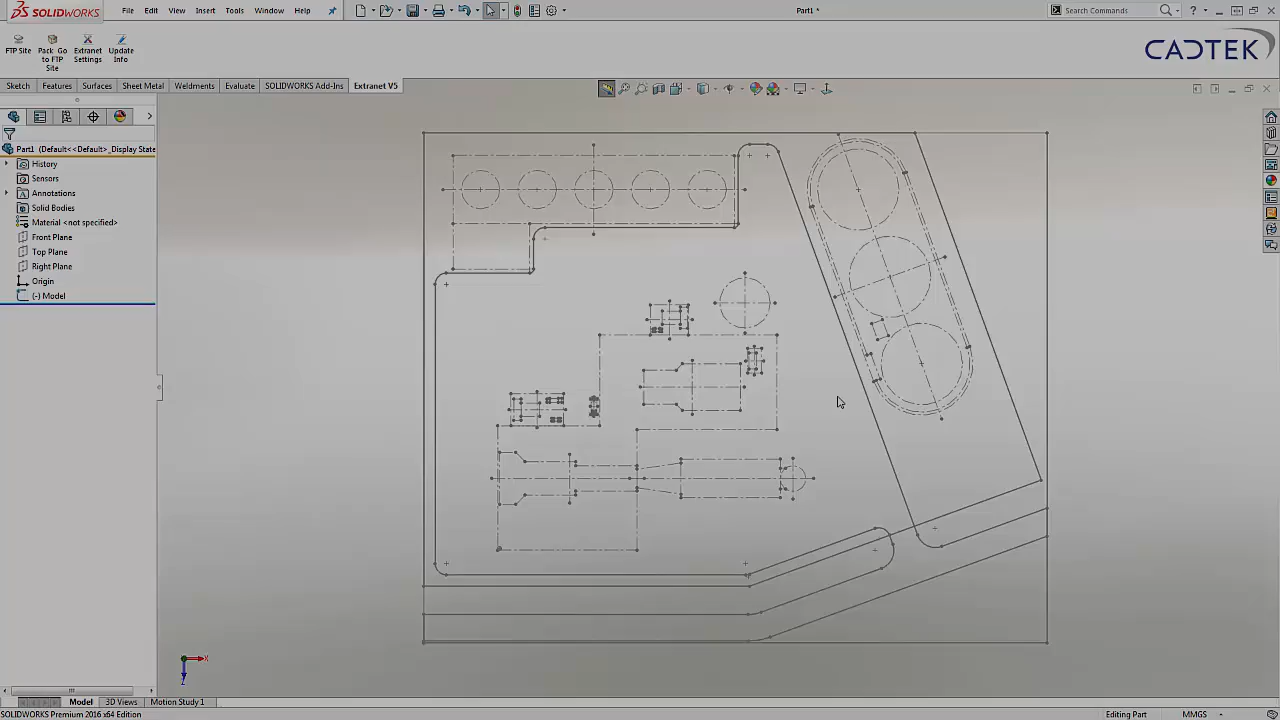 SOLIDWORKS
File Edit View Insert Tools Window Help
Part1 *
Search Commands
?
FTP Site
Pack Go to FTP Site
Extranet Settings
Update Info
CADTEK
Sketch Features Surfaces Sheet Metal Weldments Evaluate SOLIDWORKS Add-Ins Extranet V5
Part1 (Default<<Default>_Display State
History
Sensors
Annotations
Solid Bodies
Material <not specified>
Front Plane
Top Plane
Right Plane
Origin
(-) Model
X
Z
Model 3D Views Motion Study 1
SOLIDWORKS Premium 2016 x64 Edition
Editing Part
MMGS